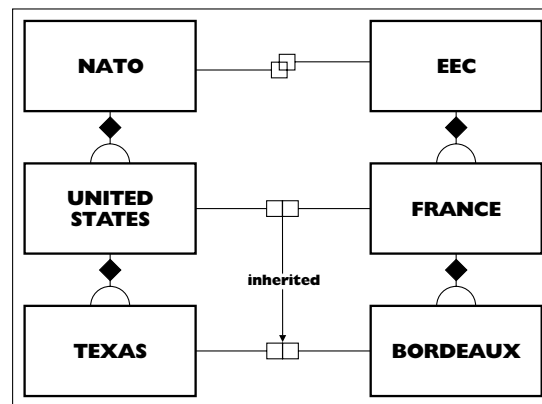 NATO
EEC
UNITED
STATES
FRANCE
inherited
TEXAS
BORDEAUX